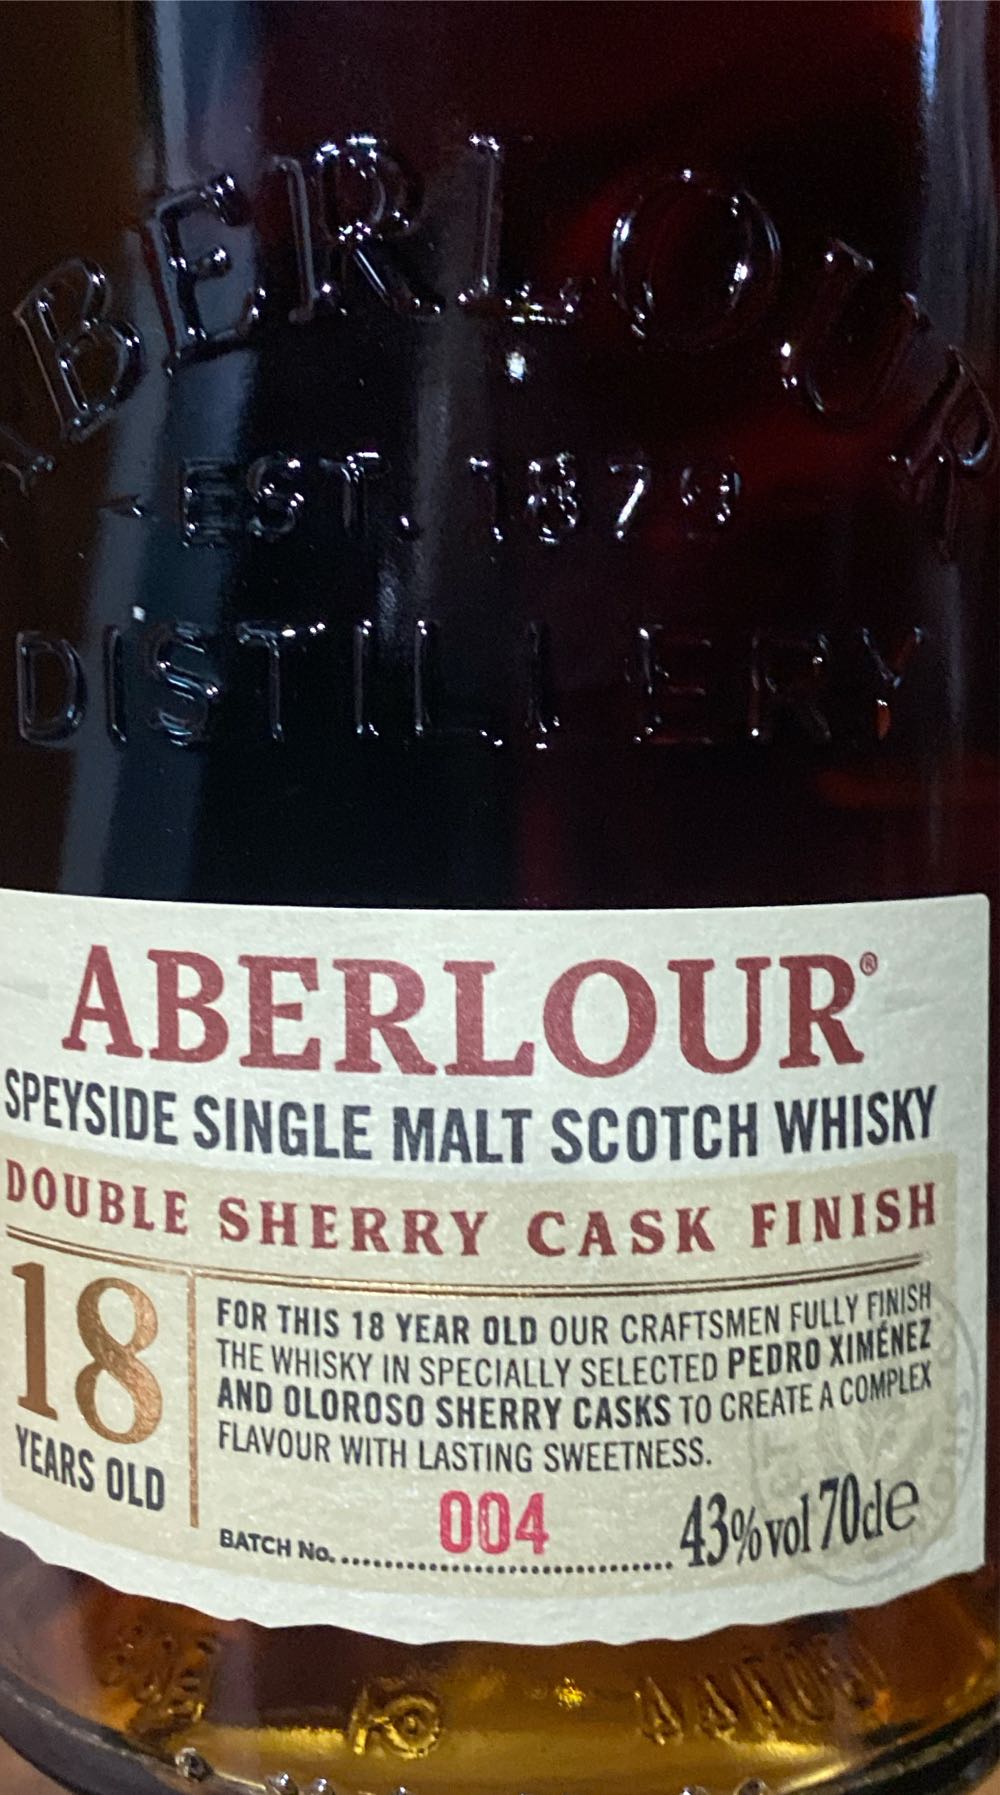 ABERLOUR
EST. 1879
DISTILLERY
ABERLOUR®
SPEYSIDE SINGLE MALT SCOTCH WHISKY
DOUBLE SHERRY CASK FINISH
18
YEARS OLD
FOR THIS 18 YEAR OLD OUR CRAFTSMEN FULLY FINISH
THE WHISKY IN SPECIALLY SELECTED PEDRO XIMÉNEZ
AND OLOROSO SHERRY CASKS TO CREATE A COMPLEX
FLAVOUR WITH LASTING SWEETNESS.
BATCH No. 004 43%vol 70cl e